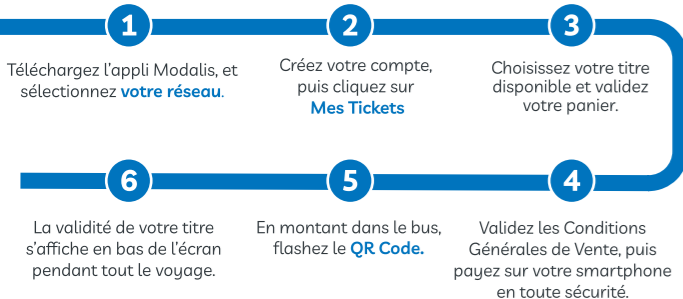 1
Téléchargez l'appli Modalis, et
sélectionnez votre réseau.
2
Créez votre compte,
puis cliquez sur
Mes Tickets
3
Choisissez votre titre
disponible et validez
votre panier.
4
Validez les Conditions
Générales de Vente, puis
payez sur votre smartphone
en toute sécurité.
5
En montant dans le bus,
flashez le QR Code.
6
La validité de votre titre
s'affiche en bas de l'écran
pendant tout le voyage.